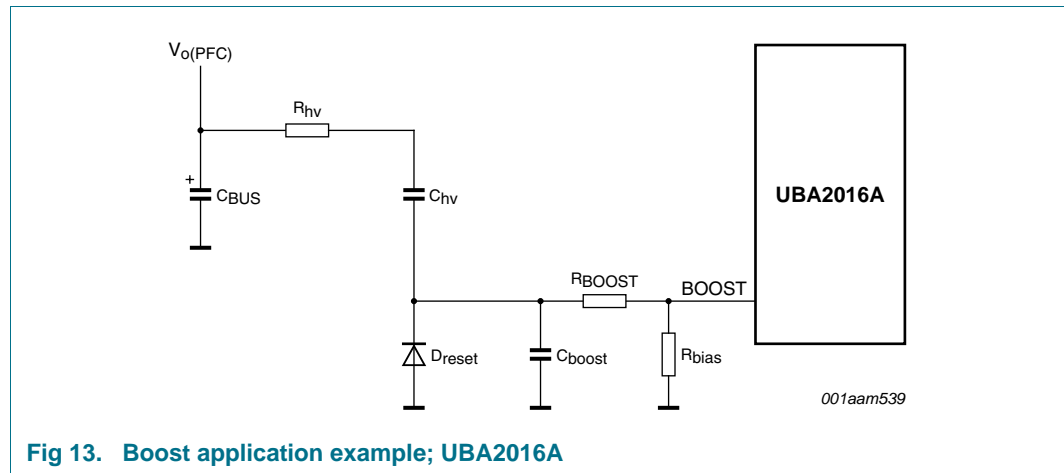 Vo(PFC)
Rhv
+
CBUS
Chv
UBA2016A
RBOOST
BOOST
Dreset
Cboost
Rbias
001aam539
Fig 13. Boost application example; UBA2016A